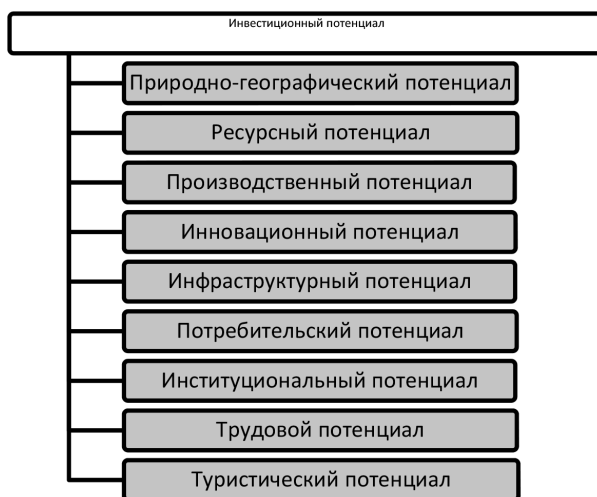 Инвестиционный потенциал
Природно-географический потенциал
Ресурсный потенциал
Производственный потенциал
Инновационный потенциал
Инфраструктурный потенциал
Потребительский потенциал
Институциональный потенциал
Трудовой потенциал
Туристический потенциал